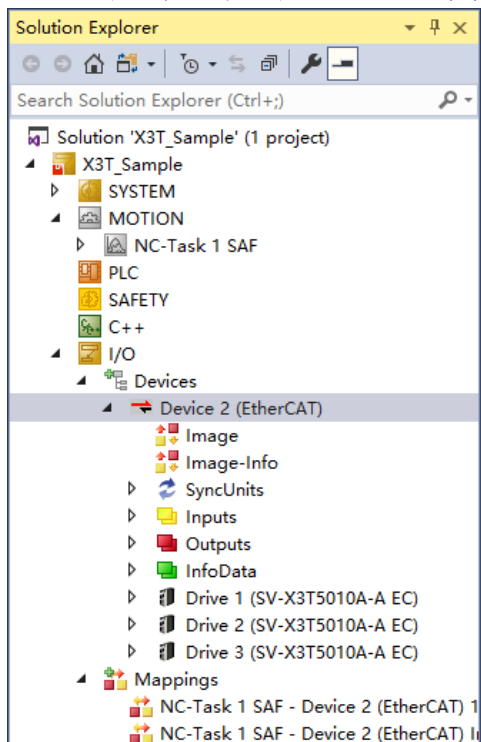 Solution Explorer
Search Solution Explorer (Ctrl+;)
Solution 'X3T_Sample' (1 project)
X3T_Sample
SYSTEM
MOTION
NC-Task 1 SAF
PLC
SAFETY
C++
I/O
Devices
Device 2 (EtherCAT)
Image
Image-Info
SyncUnits
Inputs
Outputs
InfoData
Drive 1 (SV-X3T5010A-A EC)
Drive 2 (SV-X3T5010A-A EC)
Drive 3 (SV-X3T5010A-A EC)
Mappings
NC-Task 1 SAF - Device 2 (EtherCAT) 1
NC-Task 1 SAF - Device 2 (EtherCAT)